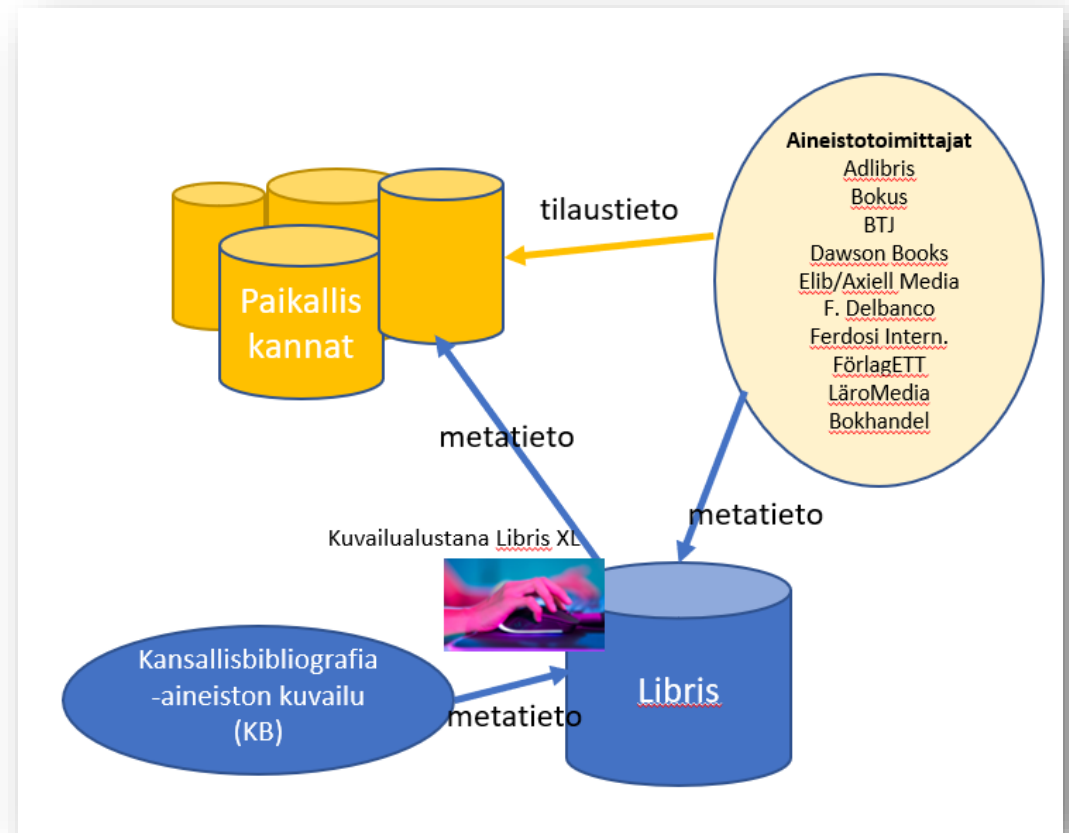 Aineistotoimittajat
Adlibris
Bokus
BTJ
Dawson Books
Elib/Axiell Media
F. Delbanco
Ferdosi Intern.
FörlagETT
LäroMedia
Bokhandel
tilaustieto
Paikallis
kannat
metatieto
metatieto
Kuvailualustana Libris XL
Kansallisbibliografia
-aineiston kuvailu
(KB)
metatieto
Libris